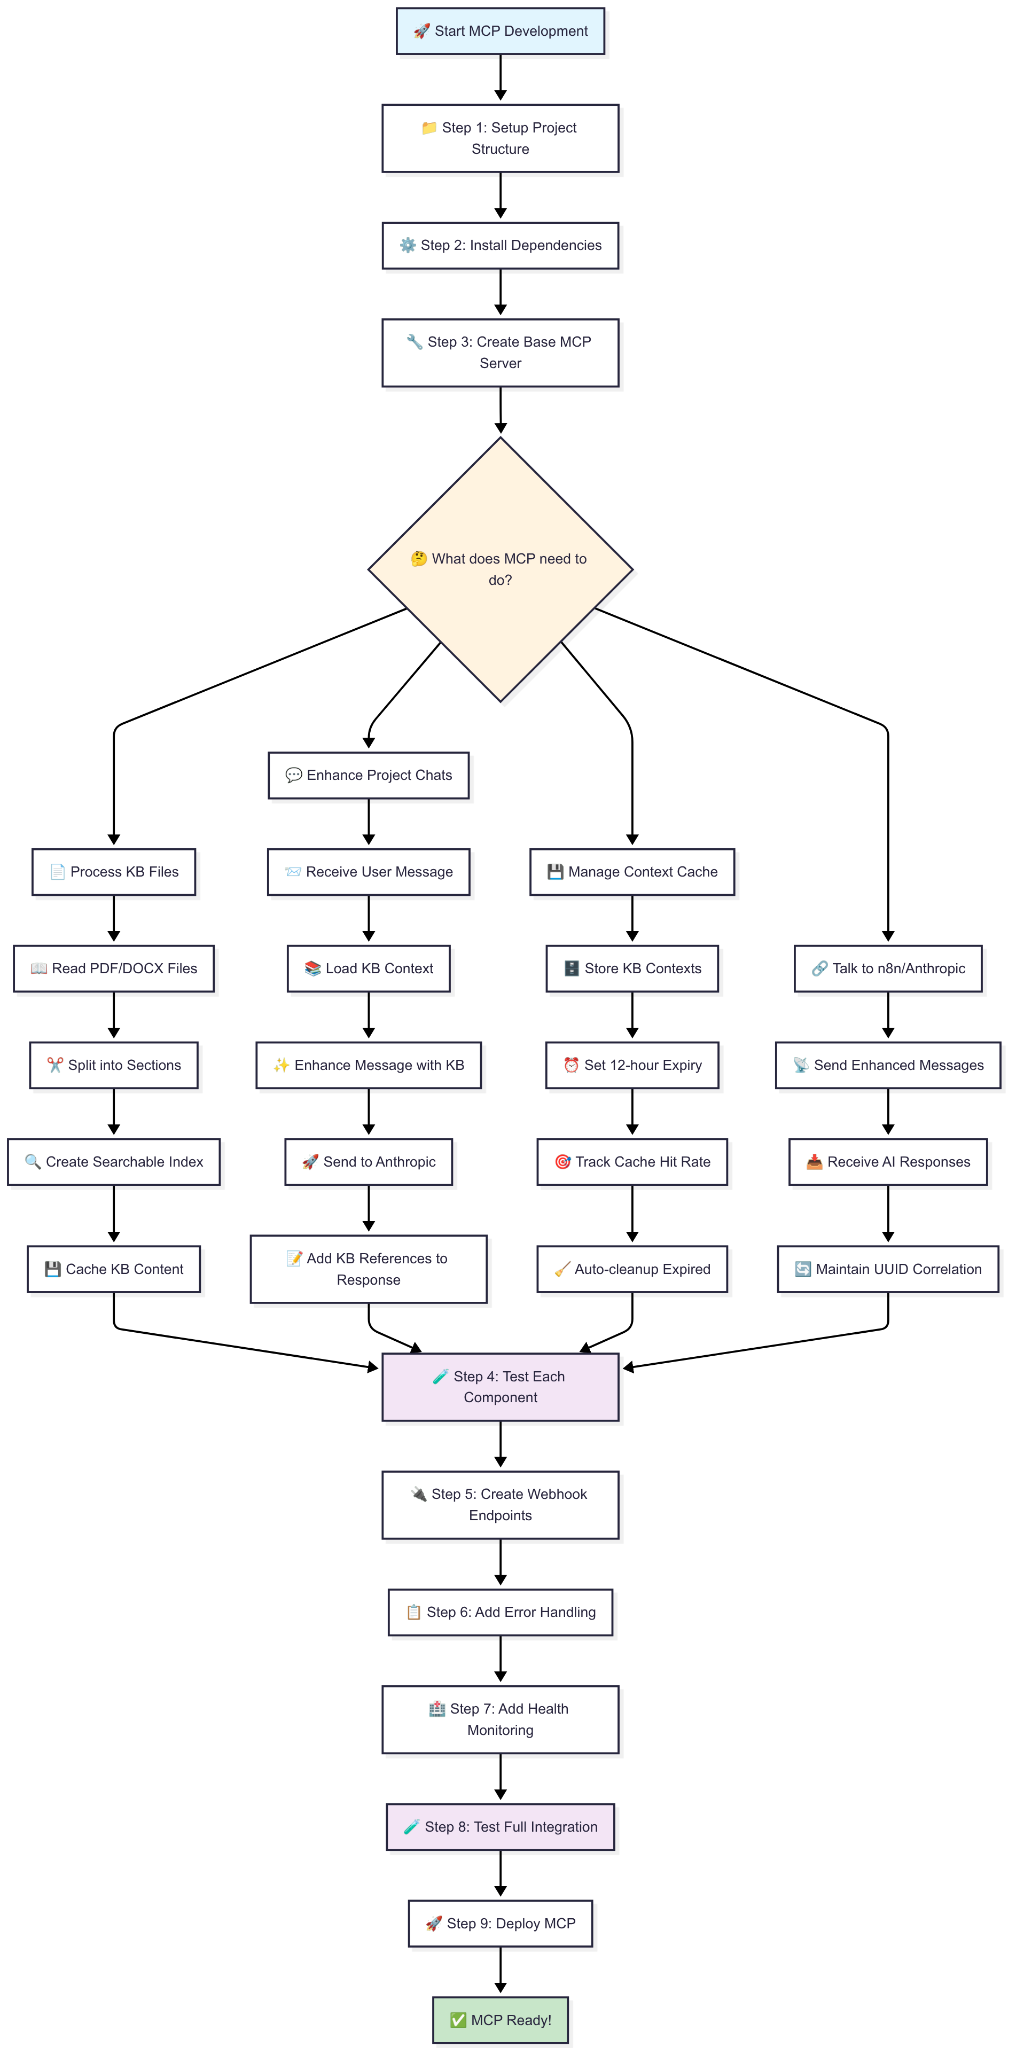 🚀 Start MCP Development
📁 Step 1: Setup Project
Structure
⚙️ Step 2: Install Dependencies
🔧 Step 3: Create Base MCP
Server
🤔 What does MCP need to
do?
💬 Enhance Project Chats
📄 Process KB Files
📨 Receive User Message
💾 Manage Context Cache
📖 Read PDF/DOCX Files
📚 Load KB Context
🗄️ Store KB Contexts
🔗 Talk to n8n/Anthropic
✂️ Split into Sections
✨ Enhance Message with KB
⏰ Set 12-hour Expiry
📡 Send Enhanced Messages
🔍 Create Searchable Index
🚀 Send to Anthropic
🎯 Track Cache Hit Rate
📥 Receive AI Responses
💾 Cache KB Content
📝 Add KB References to
Response
🧹 Auto-cleanup Expired
🔄 Maintain UUID Correlation
🧪 Step 4: Test Each
Component
🔌 Step 5: Create Webhook
Endpoints
📋 Step 6: Add Error Handling
🏥 Step 7: Add Health
Monitoring
🧪 Step 8: Test Full Integration
🚀 Step 9: Deploy MCP
✅ MCP Ready!